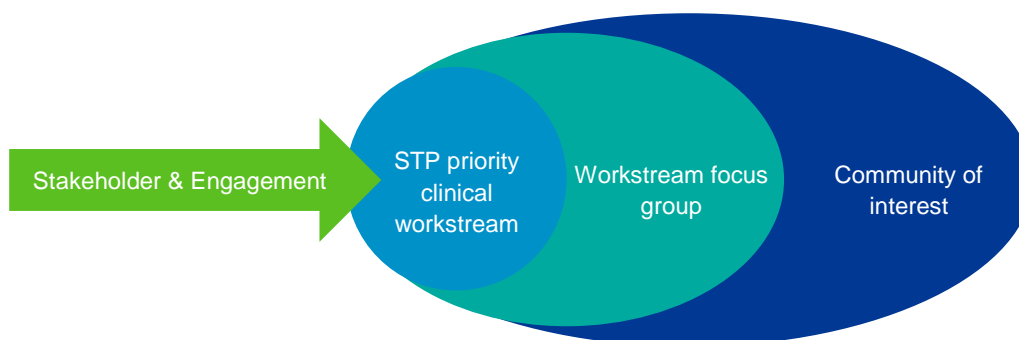 Stakeholder & Engagement
STP priority
clinical
workstream
Workstream focus
group
Community of
interest